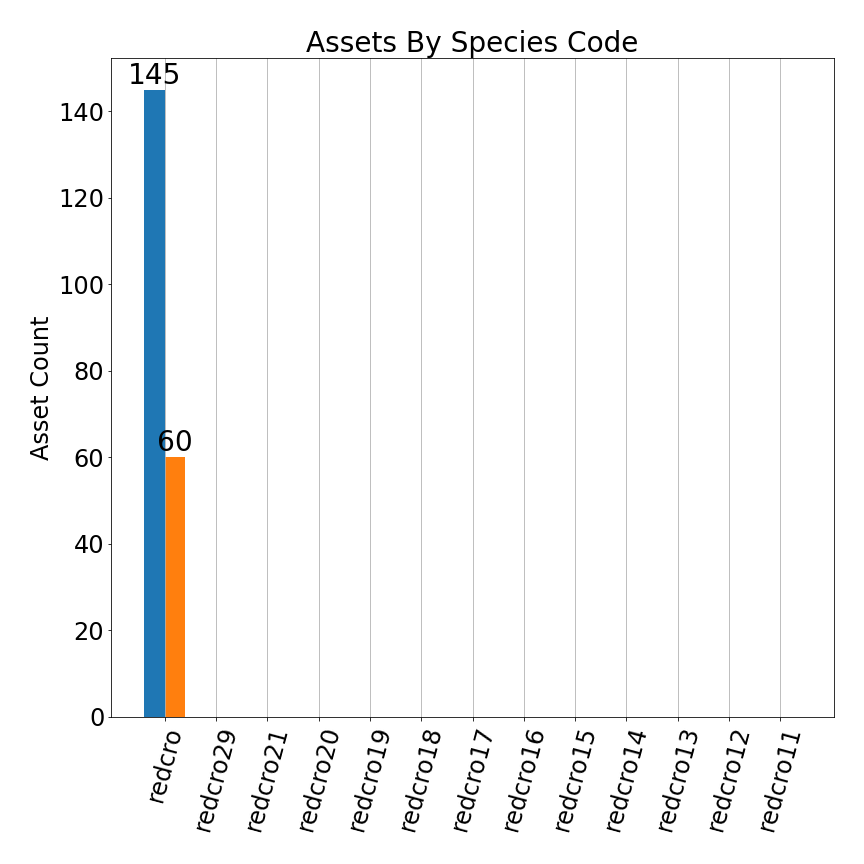 Assets By Species Code
145
60
Asset Count
140
120
100
80
60
40
20
0
redcro
redcro29
redcro21
redcro20
redcro19
redcro18
redcro17
redcro16
redcro15
redcro14
redcro13
redcro12
redcro11